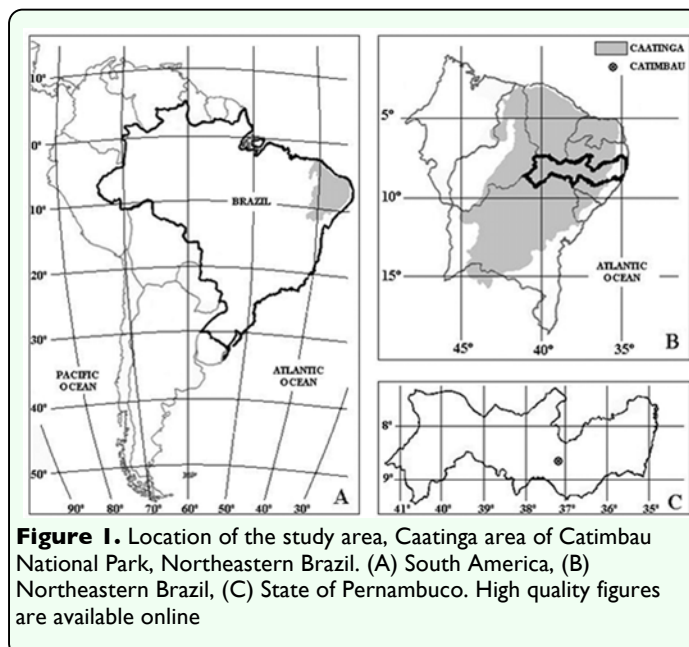 10°
0°
10°
20°
30°
40°
50°
90°
80°
70°
60°
50°
40°
30°
BRAZIL
PACIFIC
OCEAN
ATLANTIC
OCEAN
A
CAATINGA
CATIMBAU
5°
10°
15°
45°
40°
35°
ATLANTIC
OCEAN
B
8°
9°
41°
40°
39°
38°
37°
36°
35°
C
Figure 1. Location of the study area, Caatinga area of Catimbau
National Park, Northeastern Brazil. (A) South America, (B)
Northeastern Brazil, (C) State of Pernambuco. High quality figures
are available online